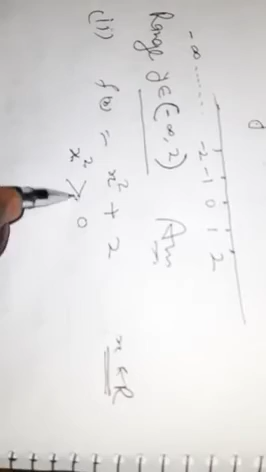 -∞ ........ -2 -1 0 1 2
Range y ∈ (-∞, 2) Ans
(ii) f(x) = x² + 2 x ∈ R
x² > 0